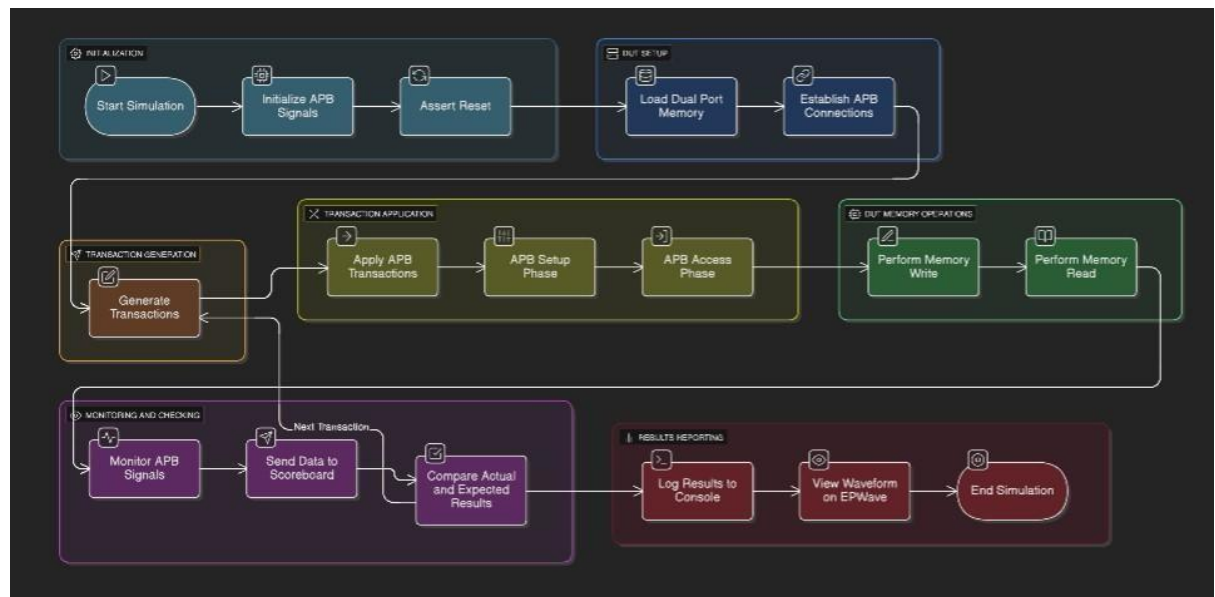 INITIALIZATION
Start Simulation
Initialize APB
Signals
Assert Reset
DUT SETUP
Load Dual Port
Memory
Establish APB
Connections
TRANSACTION GENERATION
Generate
Transactions
TRANSACTION APPLICATION
Apply APB
Transactions
APB Setup
Phase
APB Access
Phase
DUT MEMORY OPERATIONS
Perform Memory
Write
Perform Memory
Read
MONITORING AND CHECKING
Monitor APB
Signals
Send Data to
Scoreboard
Next Transaction
Compare Actual
and Expected
Results
RESULTS REPORTING
Log Results to
Console
View Waveform
on EPWave
End Simulation